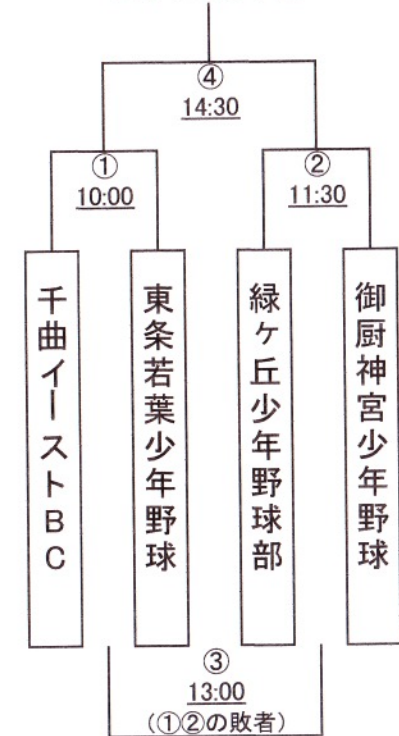 ④
14:30
①
10:00
②
11:30
千曲イーストBC
東条若葉少年野球
緑ヶ丘少年野球部
御厨神宮少年野球
③
13:00
(①②の敗者)